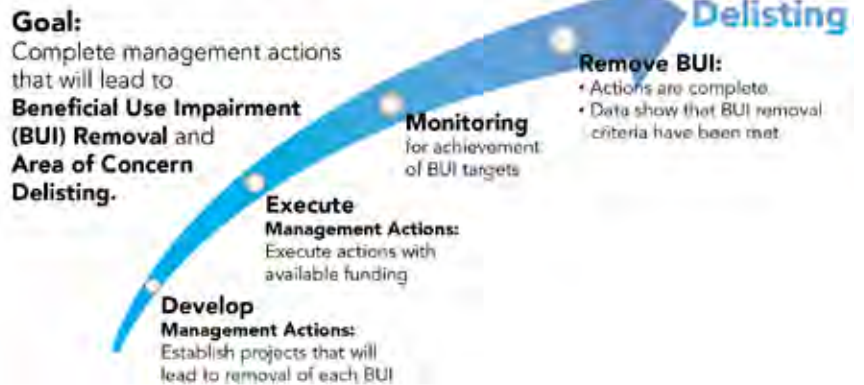 Goal:
Complete management actions
that will lead to
Beneficial Use Impairment
(BUI) Removal and
Area of Concern
Delisting.
Develop
Management Actions:
Establish projects that will
lead to removal of each BUI
Execute
Management Actions:
Execute actions with
available funding
Monitoring
for achievement
of BUI targets
Remove BUI:
• Actions are complete
• Data show that BUI removal
criteria have been met
Delisting